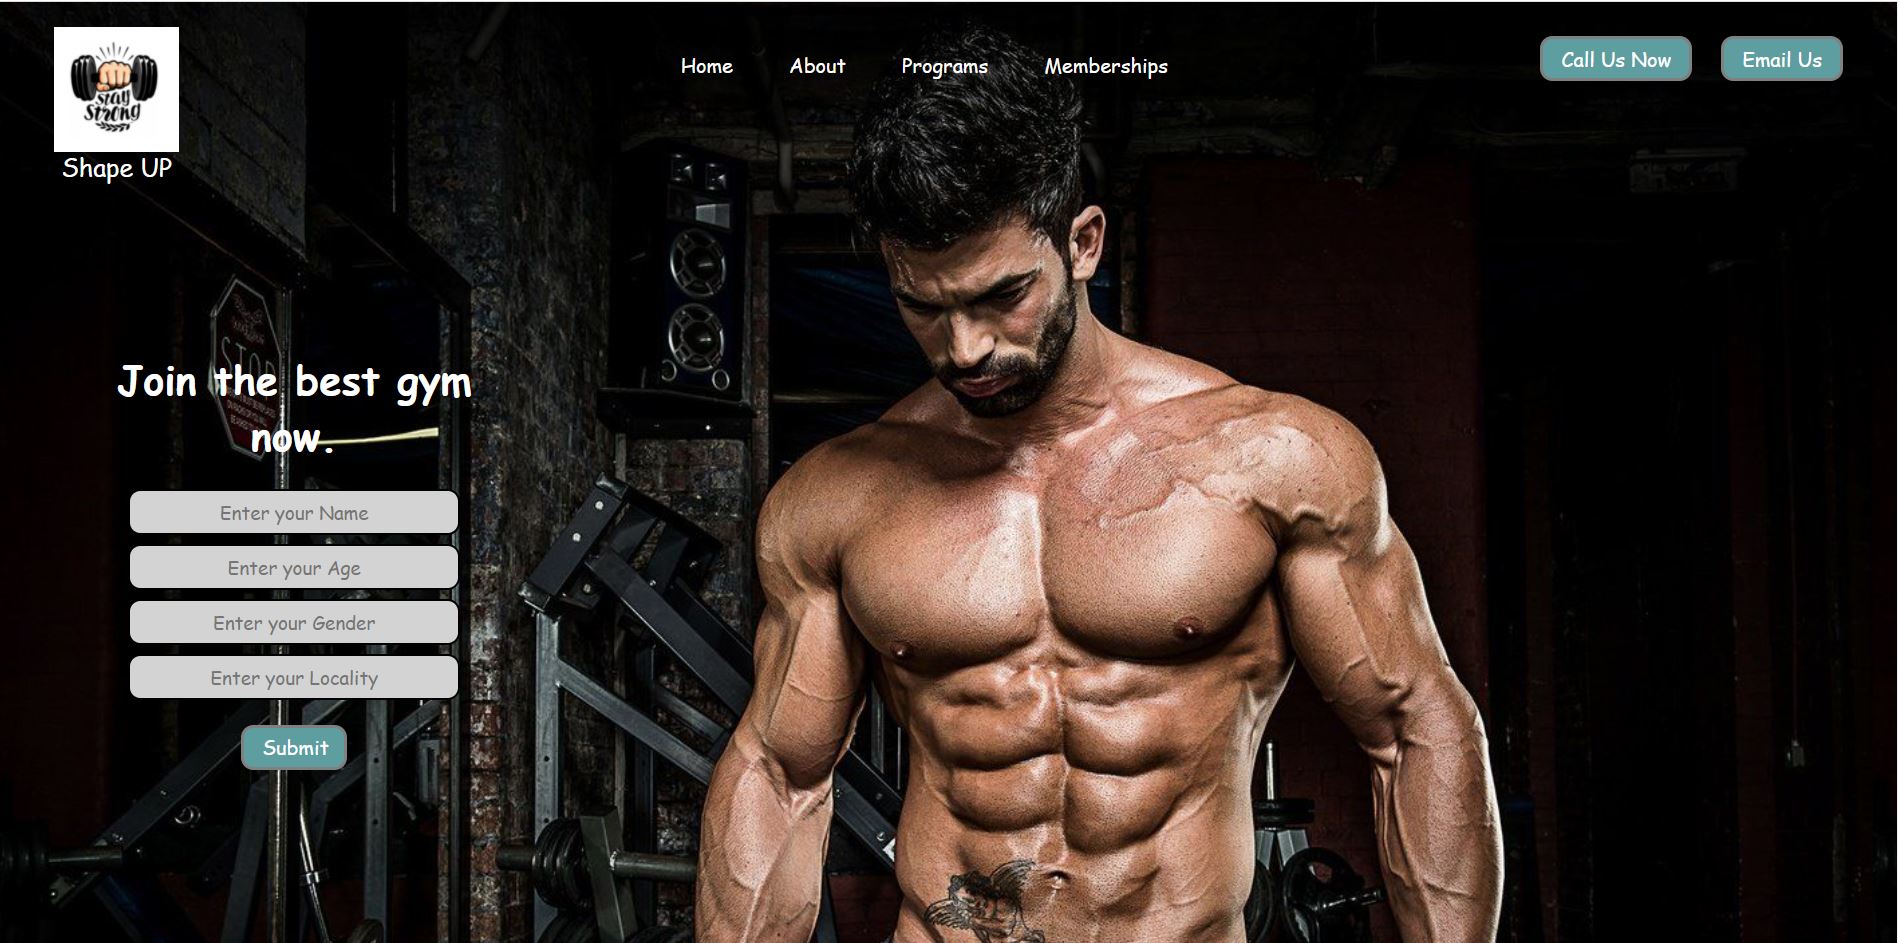 stay
strong
Shape UP
Home About Programs Memberships
Call Us Now Email Us
STOP
Join the best gym
now.
Enter your Name
Enter your Age
Enter your Gender
Enter your Locality
Submit